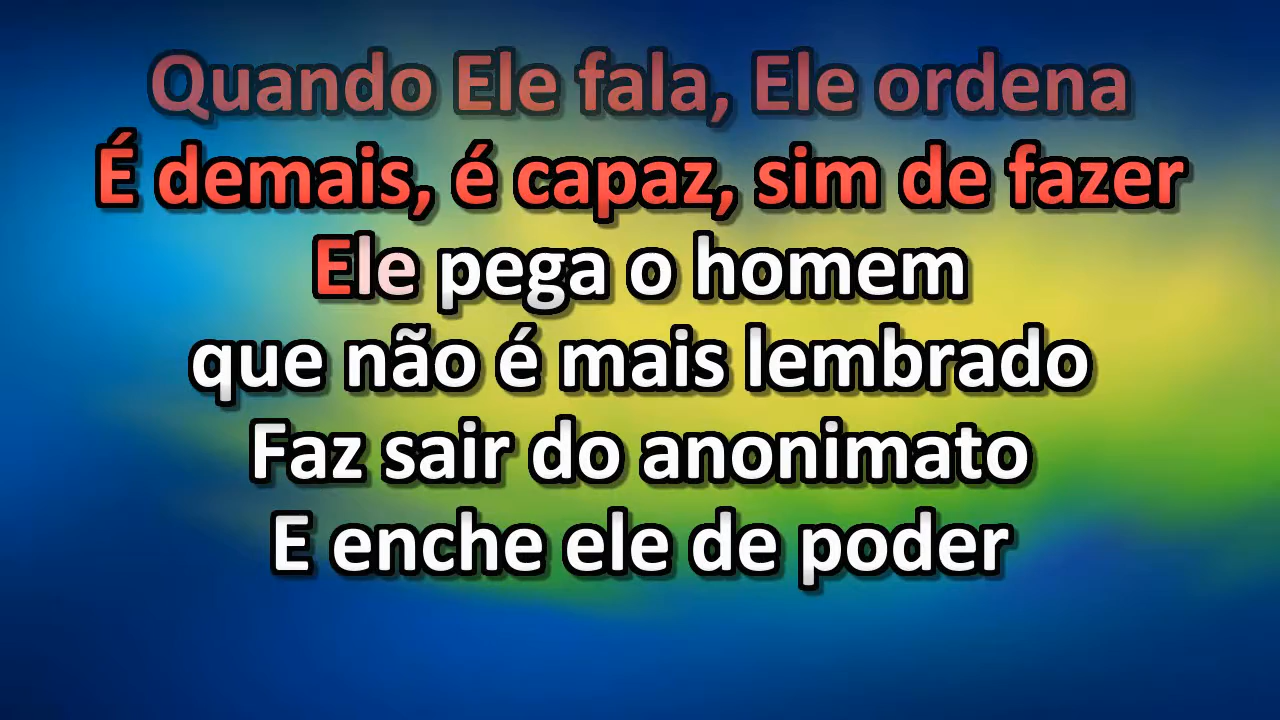 Quando Ele fala, Ele ordena
É demais, é capaz, sim de fazer
Ele pega o homem
que não é mais lembrado
Faz sair do anonimato
E enche ele de poder